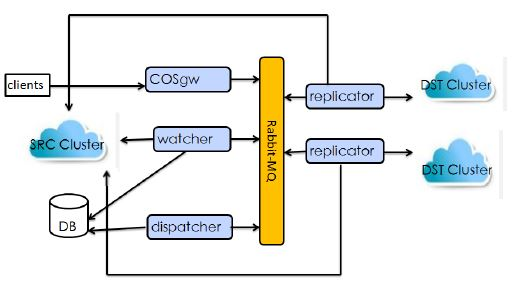 clients
COSgw
replicator
DST Cluster
SRC Cluster
watcher
Rabbit-MQ
replicator
DST Cluster
DB
dispatcher